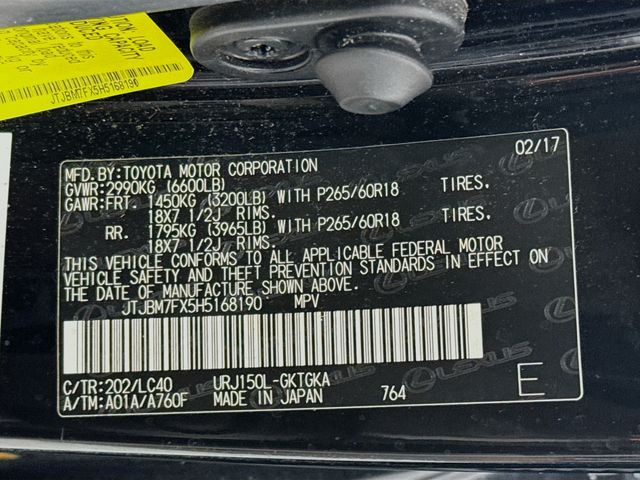 JTJBM7FX5H5168190
02/17
MFD.BY:TOYOTA MOTOR CORPORATION
GVWR:2990KG (6600LB)
GAWR:FRT. 1450KG (3200LB) WITH P265/60R18 TIRES.
18X7 1/2J RIMS.
RR. 1795KG (3965LB) WITH P265/60R18 TIRES.
18X7 1/2J RIMS.
THIS VEHICLE CONFORMS TO ALL APPLICABLE FEDERAL MOTOR
VEHICLE SAFETY AND THEFT PREVENTION STANDARDS IN EFFECT ON
THE DATE OF MANUFACTURE SHOWN ABOVE.
JTJBM7FX5H5168190 MPV
C/TR:202/LC40 URJ150L-GKTGKA
A/TM:A01A/A760F MADE IN JAPAN 764 E
LEXUS